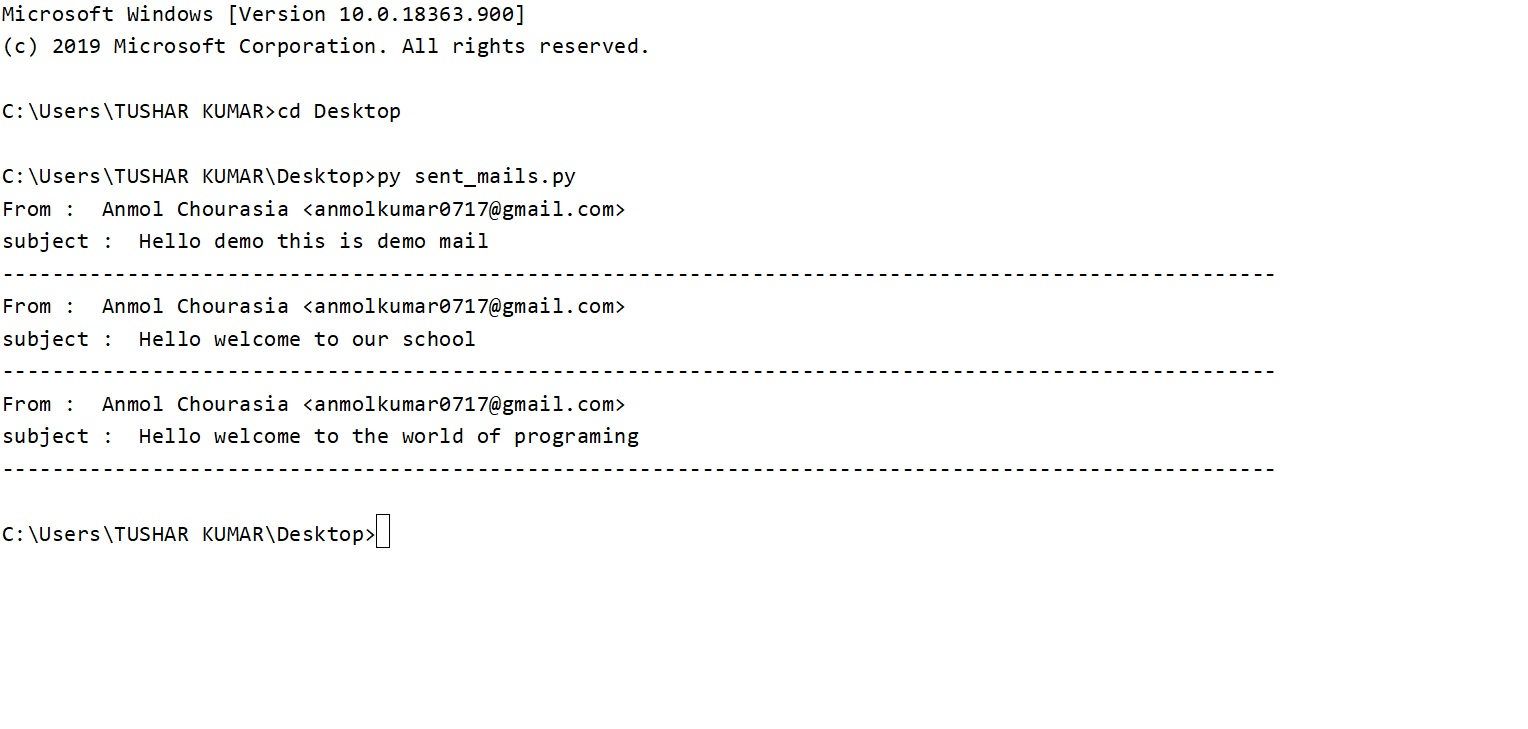 Microsoft Windows [Version 10.0.18363.900]
(c) 2019 Microsoft Corporation. All rights reserved.
C:\Users\TUSHAR KUMAR>cd Desktop
C:\Users\TUSHAR KUMAR\Desktop>py sent_mails.py
From :  Anmol Chourasia <anmolkumar0717@gmail.com>
subject :  Hello demo this is demo mail
------------------------------------------------------------------------------------------------------
From :  Anmol Chourasia <anmolkumar0717@gmail.com>
subject :  Hello welcome to our school
------------------------------------------------------------------------------------------------------
From :  Anmol Chourasia <anmolkumar0717@gmail.com>
subject :  Hello welcome to the world of programing
------------------------------------------------------------------------------------------------------
C:\Users\TUSHAR KUMAR\Desktop>